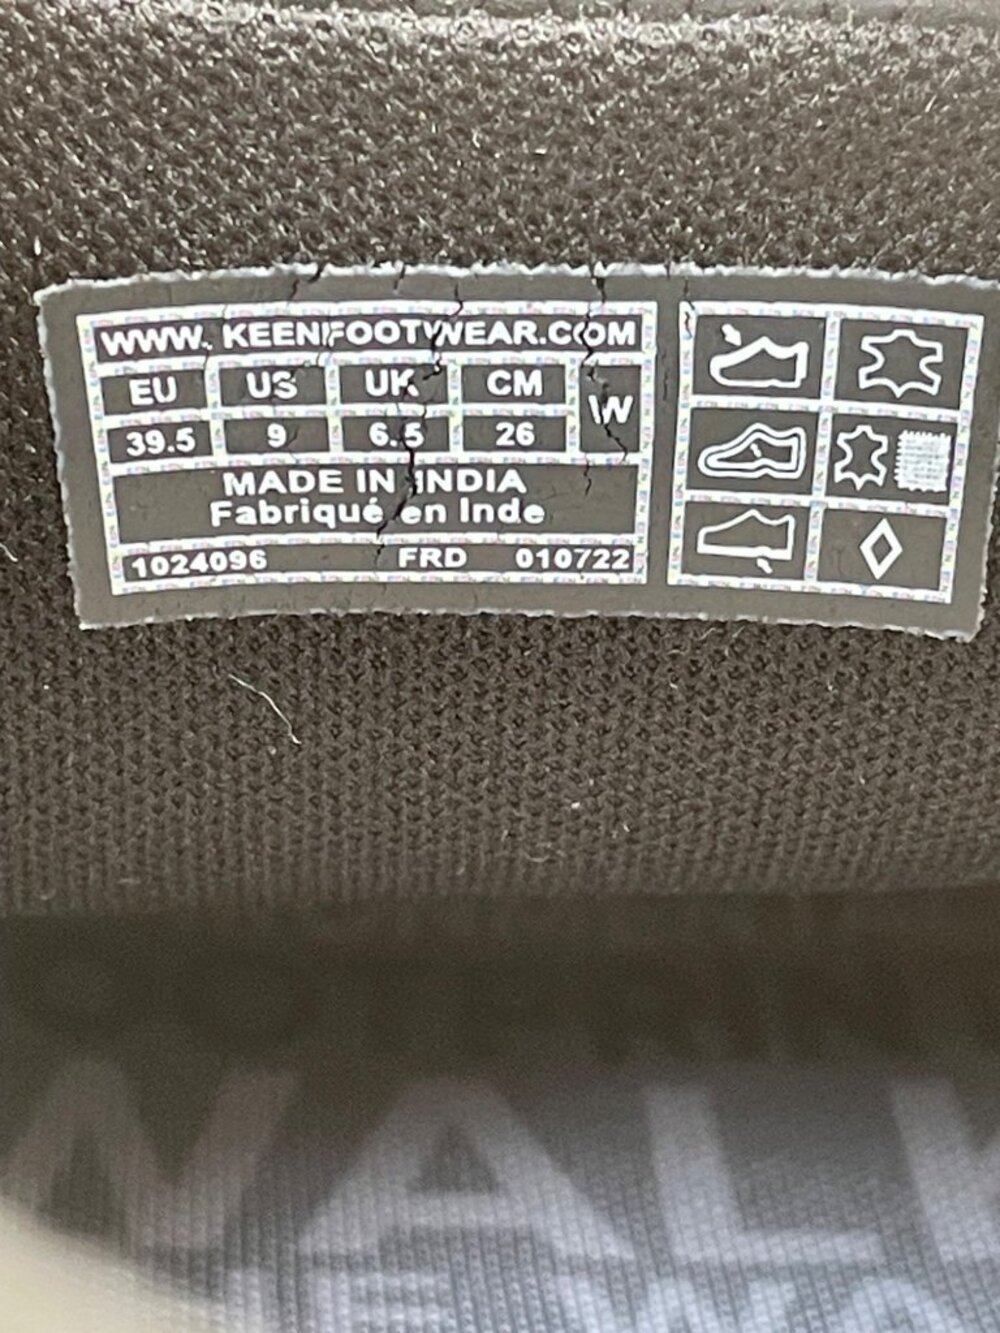 WWW. KEENFOOTWEAR.COM
EU US UK CM W
39.5 9 6.5 26
MADE IN INDIA
Fabriqué en Inde
1024096 FRD 010722
WALK